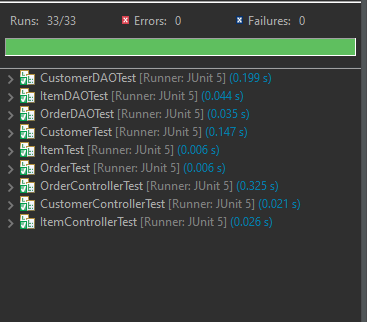 Runs: 33/33 Errors: 0 Failures: 0
CustomerDAOTest [Runner: JUnit 5] (0.199 s)
ItemDAOTest [Runner: JUnit 5] (0.044 s)
OrderDAOTest [Runner: JUnit 5] (0.035 s)
CustomerTest [Runner: JUnit 5] (0.147 s)
ItemTest [Runner: JUnit 5] (0.006 s)
OrderTest [Runner: JUnit 5] (0.006 s)
OrderControllerTest [Runner: JUnit 5] (0.325 s)
CustomerControllerTest [Runner: JUnit 5] (0.021 s)
ItemControllerTest [Runner: JUnit 5] (0.026 s)